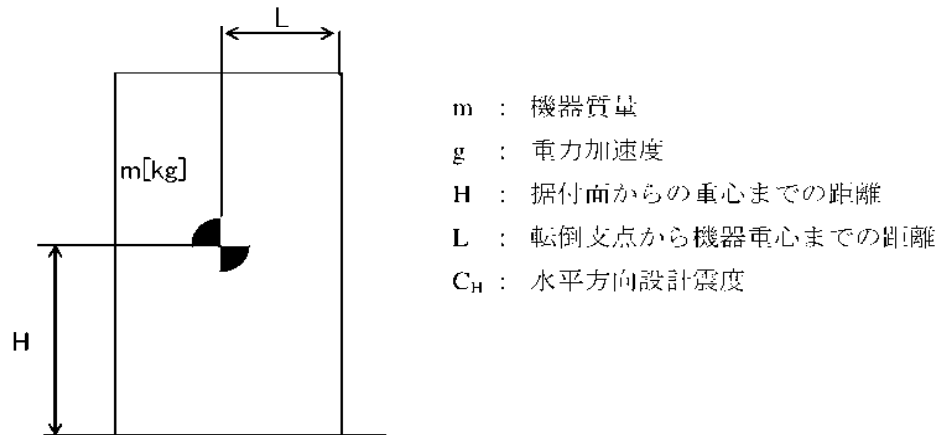 L
m[kg]
H
m : 機器質量
g : 重力加速度
H : 据付面からの重心までの距離
L : 転倒支点から機器重心までの距離
CH : 水平方向設計震度